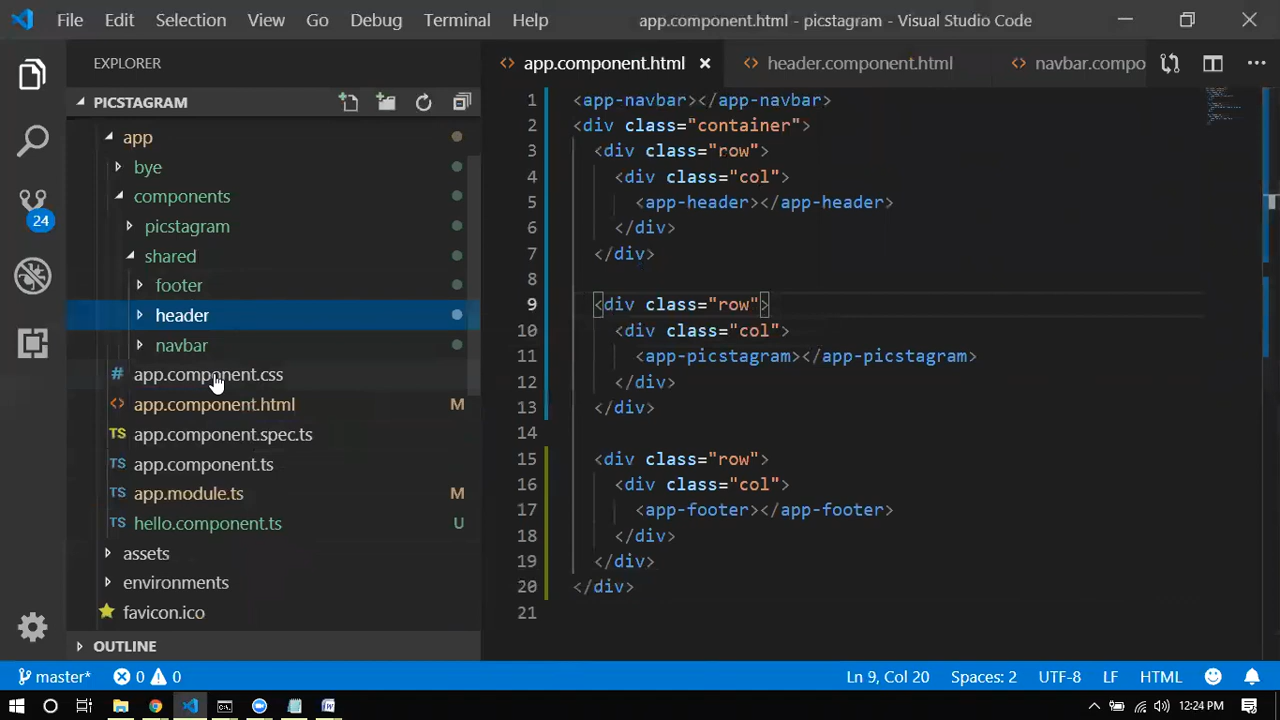 File Edit Selection View Go Debug Terminal Help app.component.html - picstagram - Visual Studio Code
EXPLORER
PICSTAGRAM
app
bye
components
picstagram
shared
footer
header
navbar
app.component.css
app.component.html M
app.component.spec.ts
app.component.ts
app.module.ts M
hello.component.ts U
assets
environments
favicon.ico
OUTLINE
24
app.component.html header.component.html navbar.compo
1 <app-navbar></app-navbar>
2 <div class="container">
3 <div class="row">
4 <div class="col">
5 <app-header></app-header>
6 </div>
7 </div>
8
9 <div class="row">
10 <div class="col">
11 <app-picstagram></app-picstagram>
12 </div>
13 </div>
14
15 <div class="row">
16 <div class="col">
17 <app-footer></app-footer>
18 </div>
19 </div>
20 </div>
21
master* 0 0 Ln 9, Col 20 Spaces: 2 UTF-8 LF HTML
12:24 PM